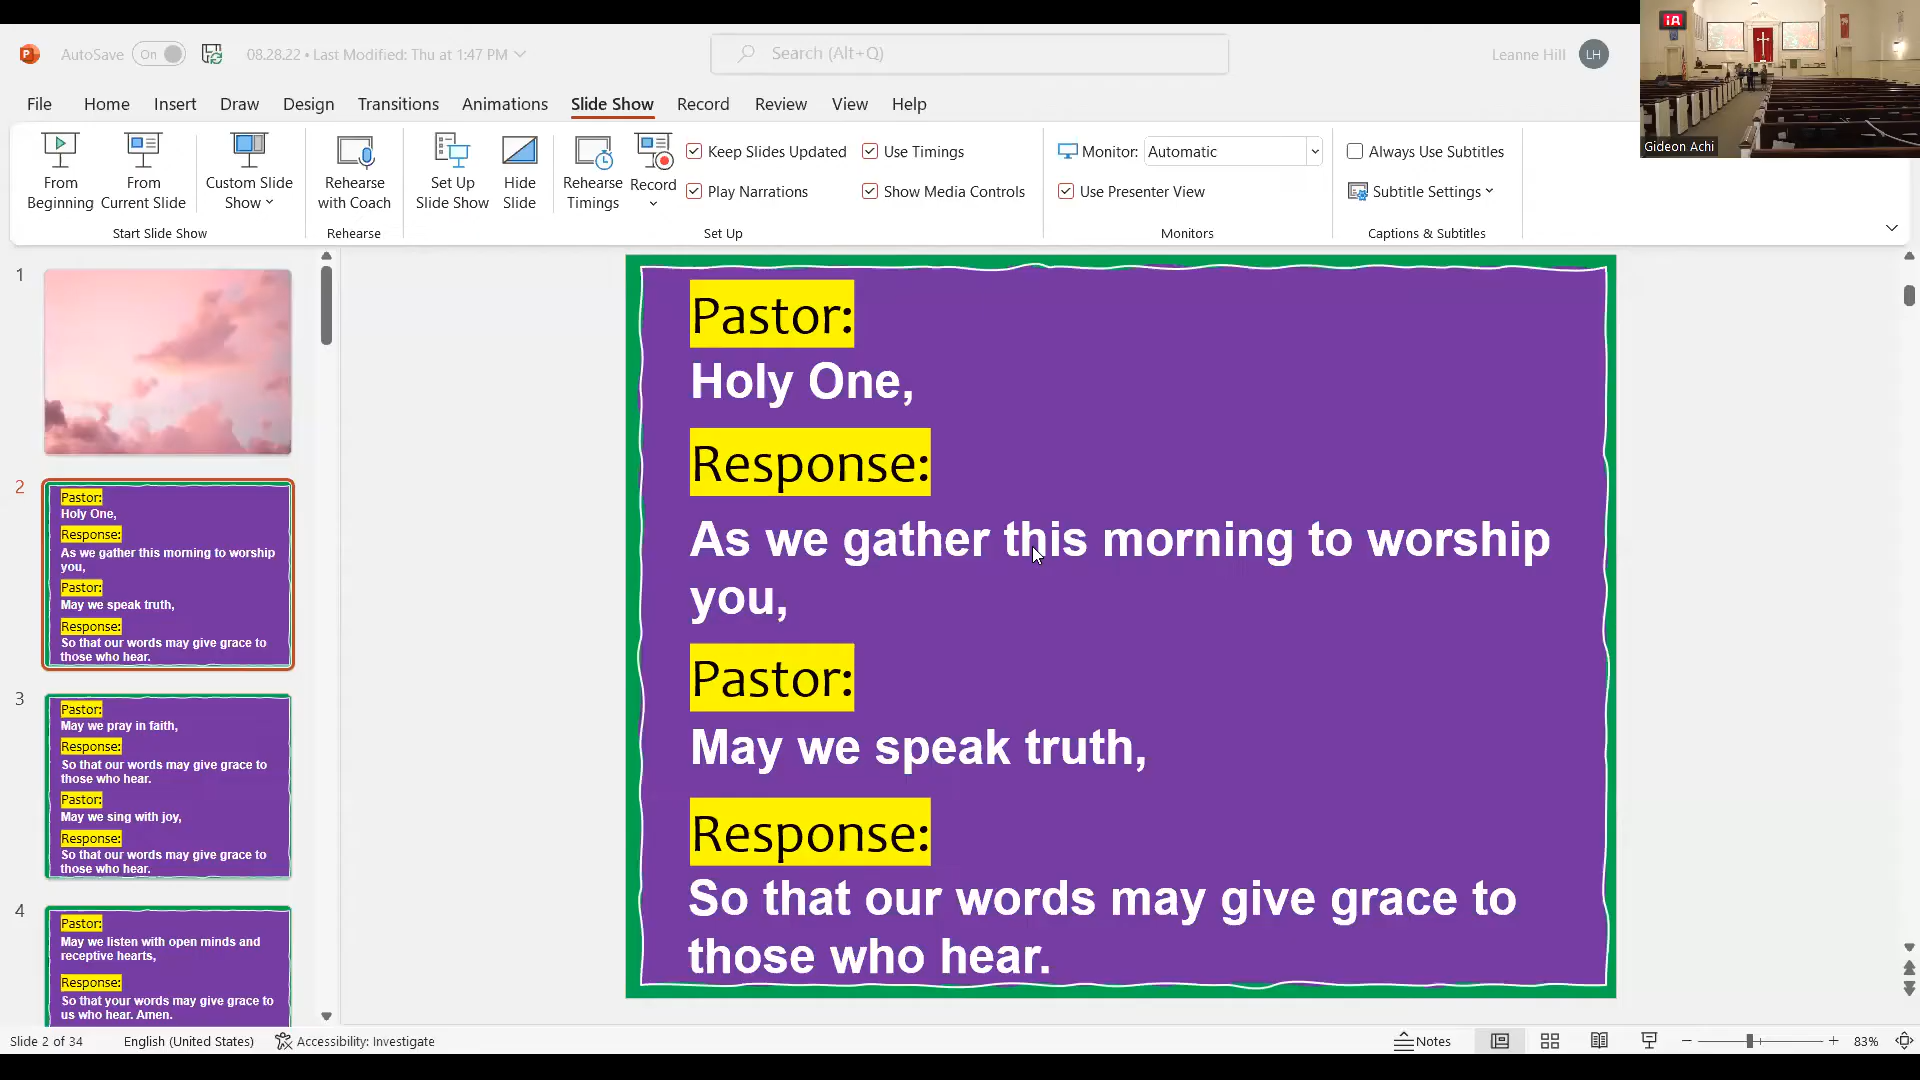 AutoSave On 08.28.22 • Last Modified: Thu at 1:47 PM Search (Alt+Q) Leanne Hill LH
iA
Gideon Achi
File Home Insert Draw Design Transitions Animations Slide Show Record Review View Help
From Beginning
From Current Slide
Custom Slide Show
Start Slide Show
Rehearse with Coach
Rehearse
Set Up Slide Show
Hide Slide
Rehearse Timings
Record
Keep Slides Updated
Play Narrations
Use Timings
Show Media Controls
Set Up
Monitor: Automatic
Use Presenter View
Monitors
Always Use Subtitles
Subtitle Settings
Captions & Subtitles
1
2
Pastor:
Holy One,
Response:
As we gather this morning to worship
you,
Pastor:
May we speak truth,
Response:
So that our words may give grace to
those who hear.
3
Pastor:
May we pray in faith,
Response:
So that our words may give grace to
those who hear.
Pastor:
May we sing with joy,
Response:
So that our words may give grace to
those who hear.
4
Pastor:
May we listen with open minds and
receptive hearts,
Response:
So that your words may give grace to
us who hear. Amen.
Pastor:
Holy One,
Response:
As we gather this morning to worship
you,
Pastor:
May we speak truth,
Response:
So that our words may give grace to
those who hear.
Slide 2 of 34 English (United States) Accessibility: Investigate Notes 83%